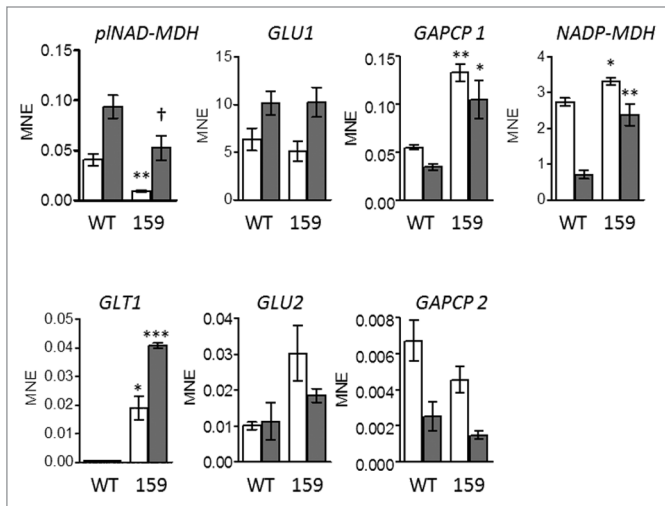 plNAD-MDH GLU1 GAPCP 1 NADP-MDH
MNE
0.15
0.10
0.05
0.00
**
†
WT 159
15
10
5
0
WT 159
MNE
0.15
0.10
0.05
0.00
**
*
WT 159
MNE
4
3
2
1
0
*
**
WT 159
GLT1 GLU2 GAPCP 2
MNE
0.05
0.04
0.03
0.02
0.01
0.00
*
***
WT 159
MNE
0.04
0.03
0.02
0.01
0.00
WT 159
MNE
0.008
0.006
0.004
0.002
0.000
WT 159